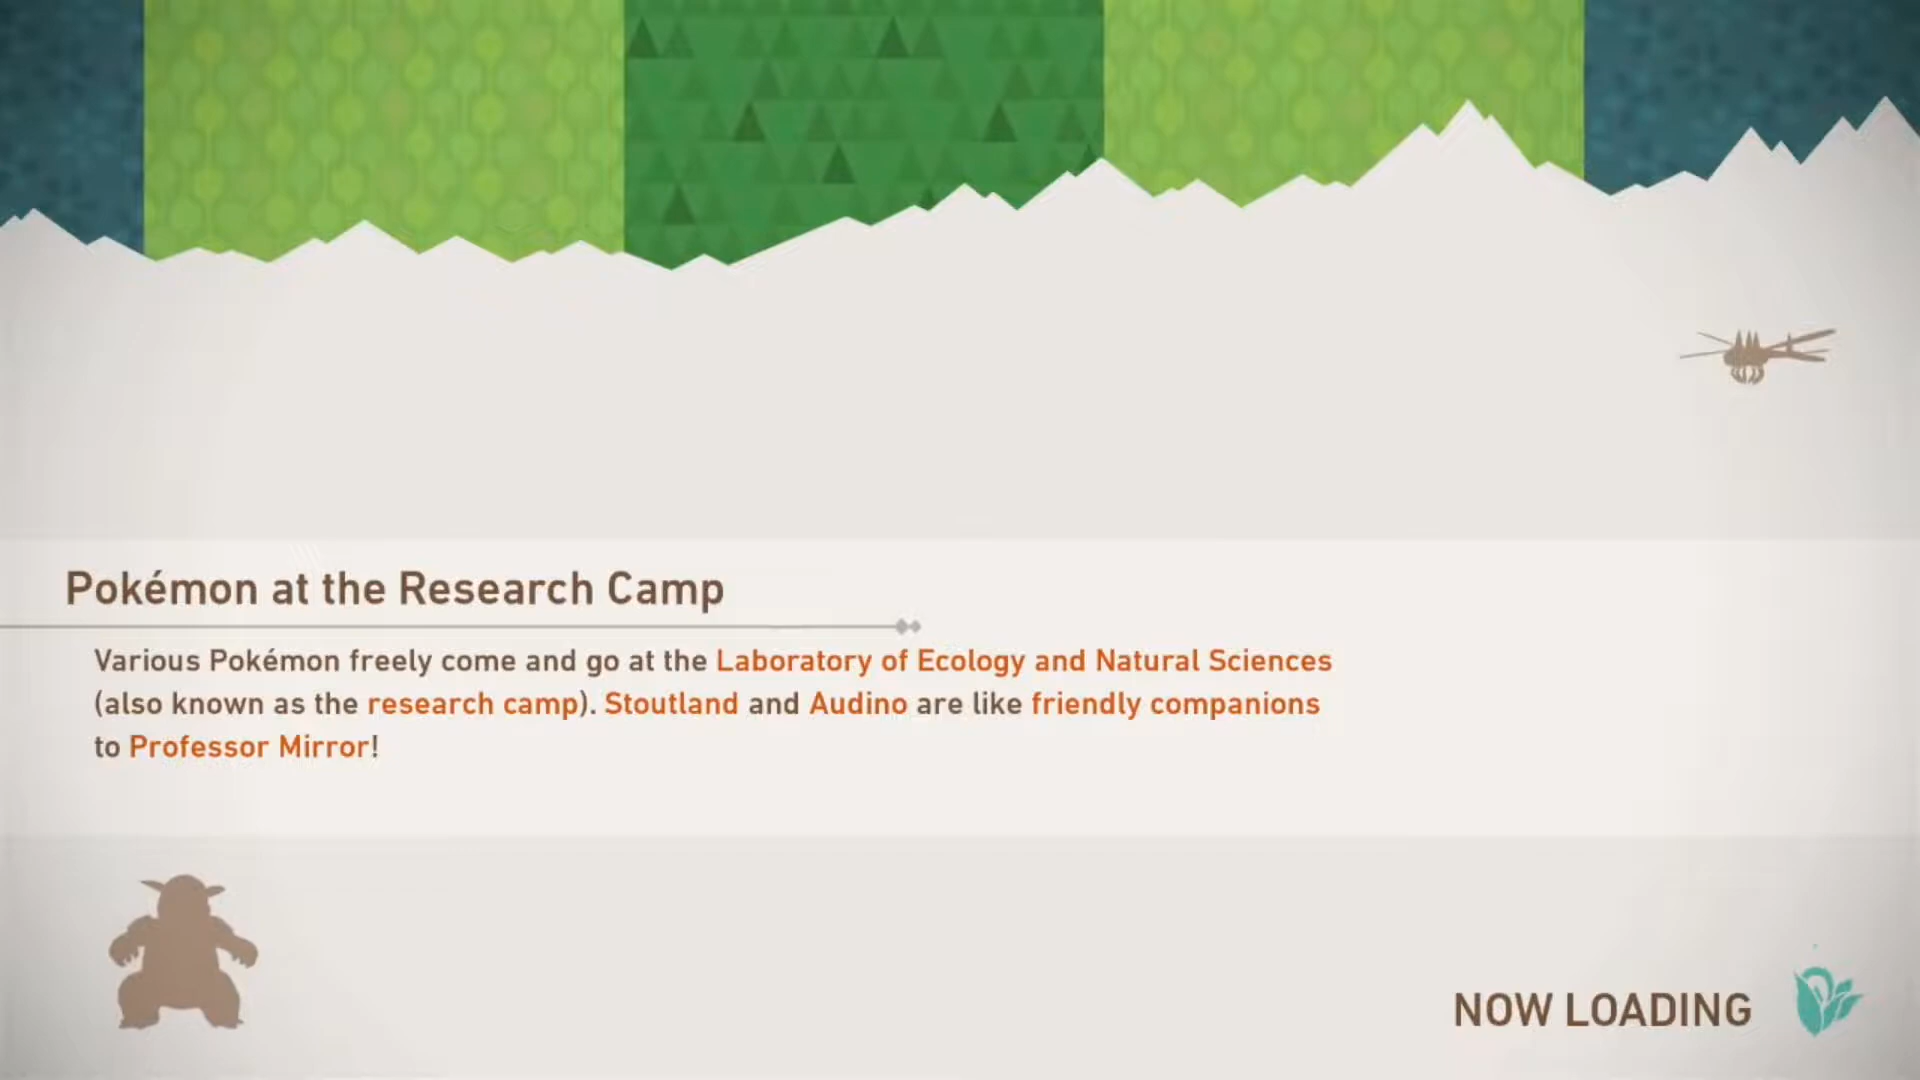 Pokémon at the Research Camp
Various Pokémon freely come and go at the Laboratory of Ecology and Natural Sciences
(also known as the research camp). Stoutland and Audino are like friendly companions
to Professor Mirror!
NOW LOADING